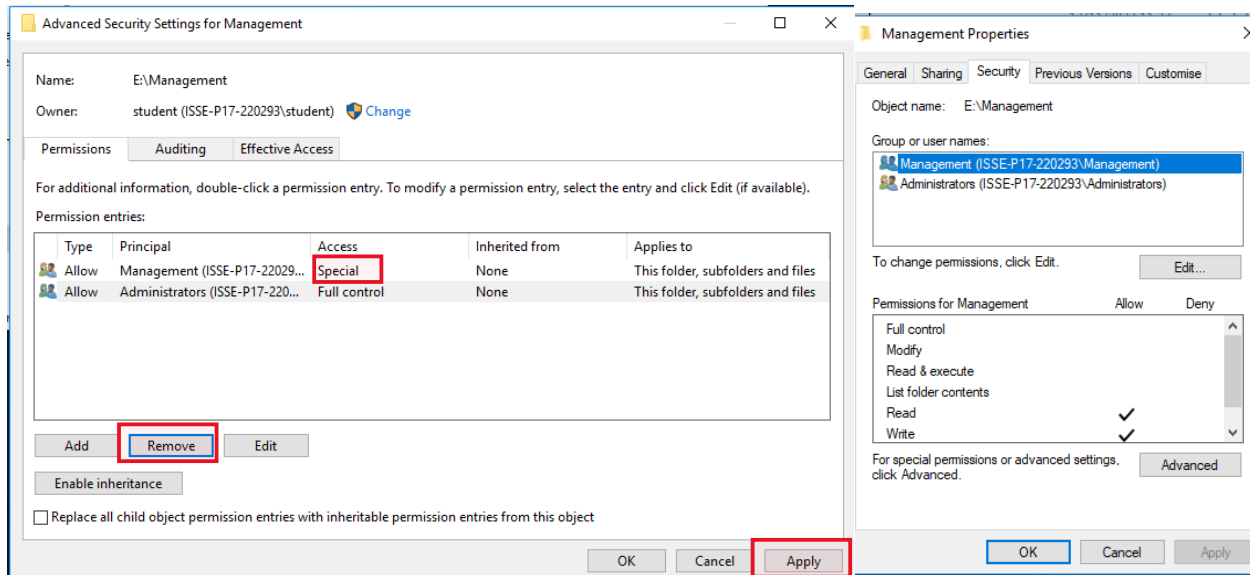 Advanced Security Settings for Management
Name: E:\Management
Owner: student (ISSE-P17-220293\student) Change
Permissions Auditing Effective Access
For additional information, double-click a permission entry. To modify a permission entry, select the entry and click Edit (if available).
Permission entries:
Type Principal Access Inherited from Applies to
Allow Management (ISSE-P17-22029... Special None This folder, subfolders and files
Allow Administrators (ISSE-P17-220... Full control None This folder, subfolders and files
Add Remove Edit
Enable inheritance
Replace all child object permission entries with inheritable permission entries from this object
OK Cancel Apply
Management Properties
General Sharing Security Previous Versions Customise
Object name: E:\Management
Group or user names:
Management (ISSE-P17-220293\Management)
Administrators (ISSE-P17-220293\Administrators)
To change permissions, click Edit.
Edit...
Permissions for Management Allow Deny
Full control
Modify
Read & execute
List folder contents
Read
Write
For special permissions or advanced settings,
click Advanced.
Advanced
OK Cancel Apply